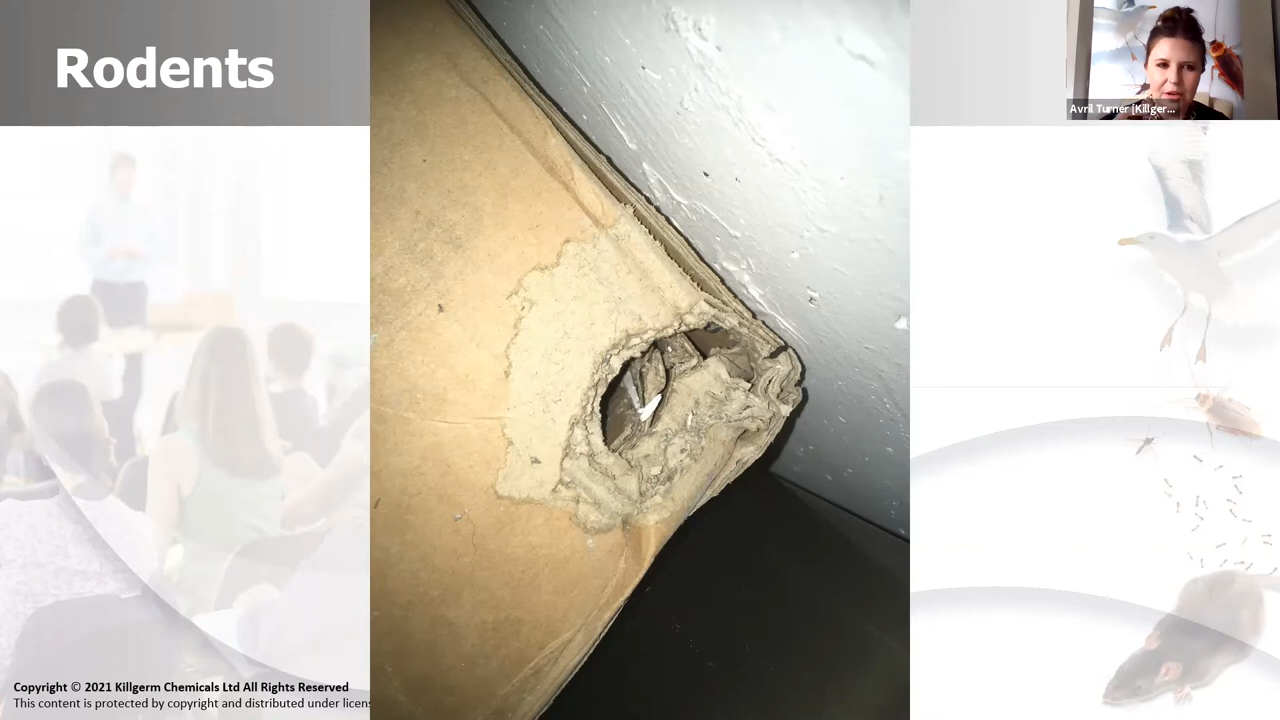 Rodents
Avril Turner (Killger...
Copyright © 2021 Killgerm Chemicals Ltd All Rights Reserved
This content is protected by copyright and distributed under licens